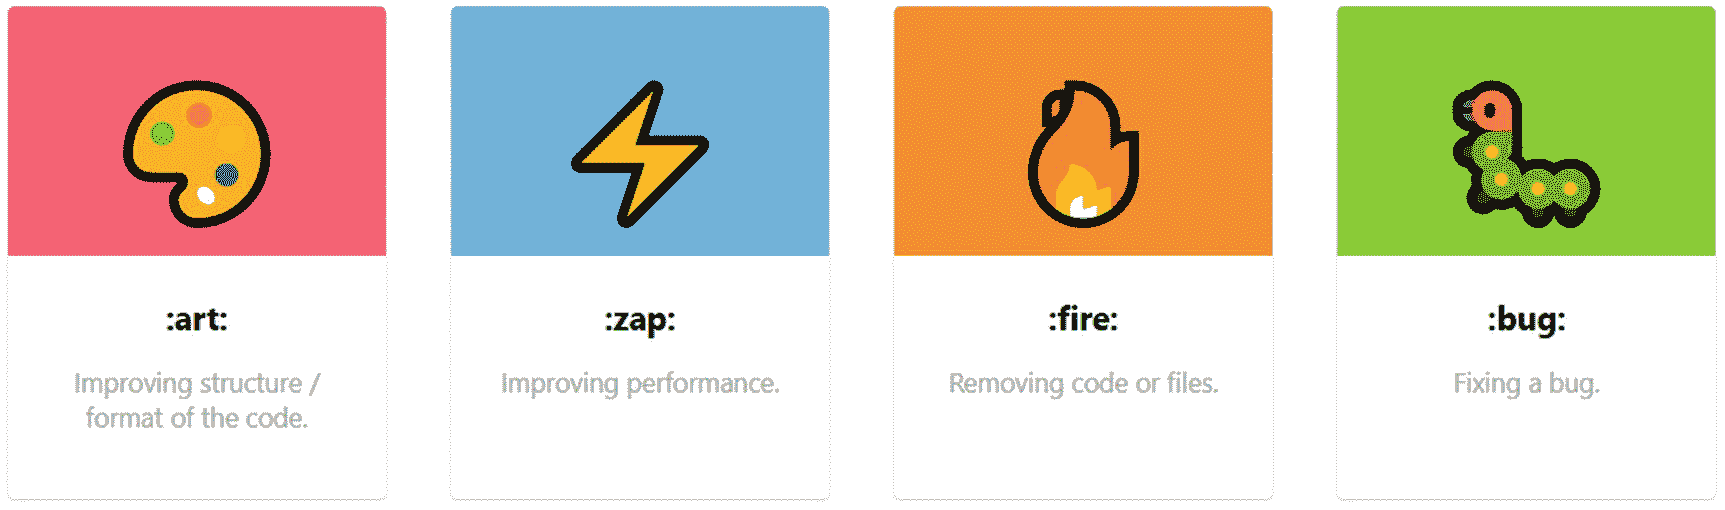 :art:
Improving structure /
format of the code.
:zap:
Improving performance.
:fire:
Removing code or files.
:bug:
Fixing a bug.